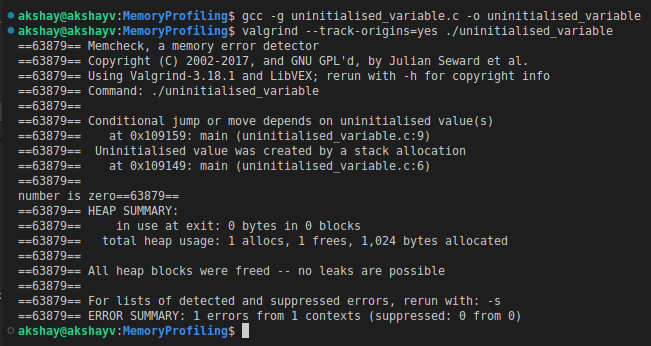 akshay@akshayv:MemoryProfiling$ gcc -g uninitialised_variable.c -o uninitialised_variable
akshay@akshayv:MemoryProfiling$ valgrind --track-origins=yes ./uninitialised_variable
==63879== Memcheck, a memory error detector
==63879== Copyright (C) 2002-2017, and GNU GPL'd, by Julian Seward et al.
==63879== Using Valgrind-3.18.1 and LibVEX; rerun with -h for copyright info
==63879== Command: ./uninitialised_variable
==63879==
==63879== Conditional jump or move depends on uninitialised value(s)
==63879==    at 0x109159: main (uninitialised_variable.c:9)
==63879==  Uninitialised value was created by a stack allocation
==63879==    at 0x109149: main (uninitialised_variable.c:6)
==63879==
number is zero==63879==
==63879== HEAP SUMMARY:
==63879==     in use at exit: 0 bytes in 0 blocks
==63879==   total heap usage: 1 allocs, 1 frees, 1,024 bytes allocated
==63879==
==63879== All heap blocks were freed -- no leaks are possible
==63879==
==63879== For lists of detected and suppressed errors, rerun with: -s
==63879== ERROR SUMMARY: 1 errors from 1 contexts (suppressed: 0 from 0)
akshay@akshayv:MemoryProfiling$